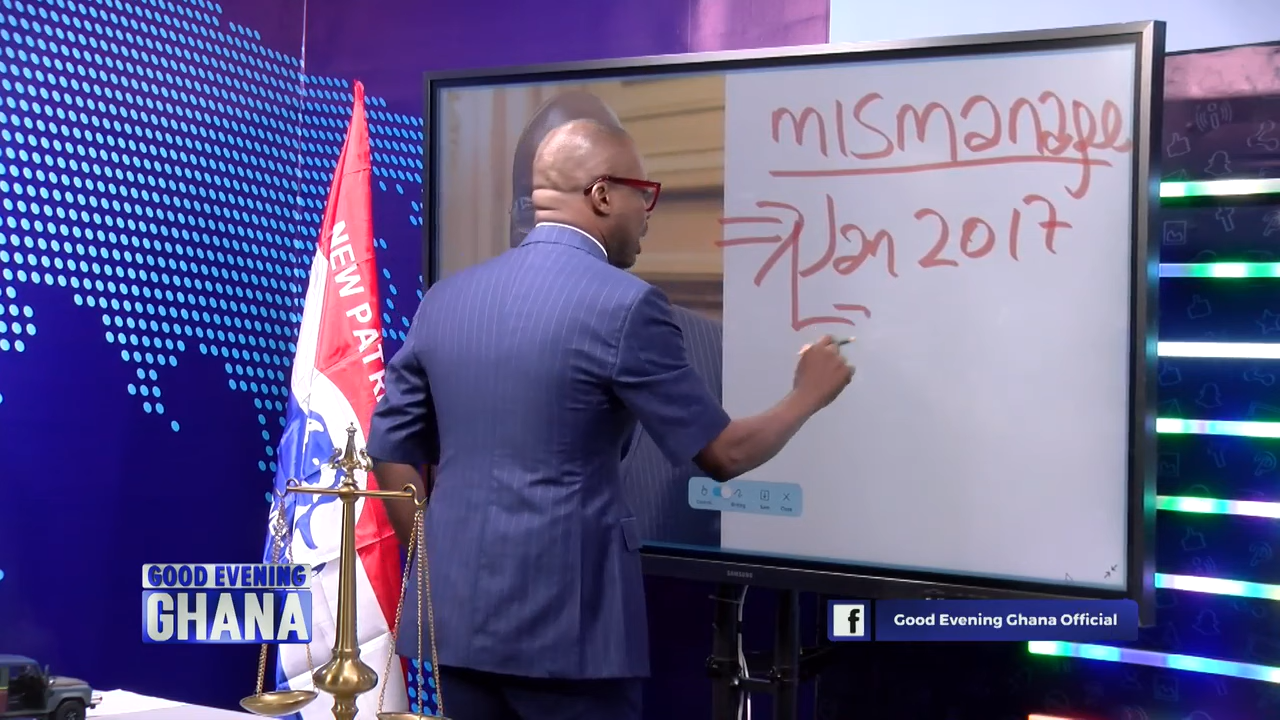 mismanage
Jan 2017
NEW PATR
SAMSUNG
GOOD EVENING
GHANA
Good Evening Ghana Official